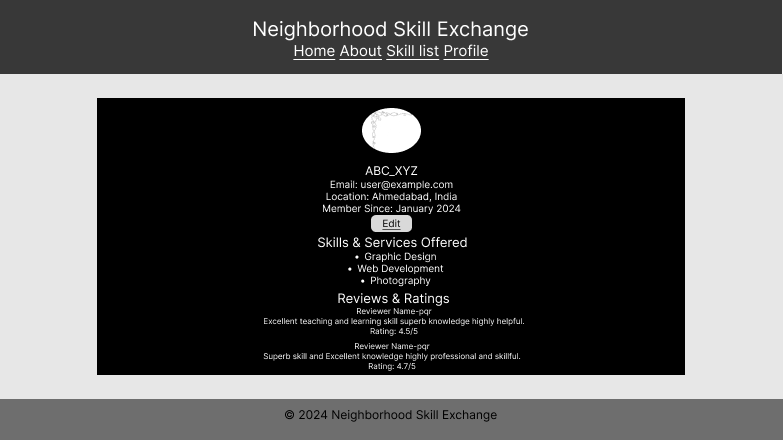 Neighborhood Skill Exchange
Home About Skill list Profile
ABC_XYZ
Email: user@example.com
Location: Ahmedabad, India
Member Since: January 2024
Edit
Skills & Services Offered
• Graphic Design
• Web Development
• Photography
Reviews & Ratings
Reviewer Name-pqr
Excellent teaching and learning skill superb knowledge highly helpful.
Rating: 4.5/5
Reviewer Name-pqr
Superb skill and Excellent knowledge highly professional and skillful.
Rating: 4.7/5
© 2024 Neighborhood Skill Exchange